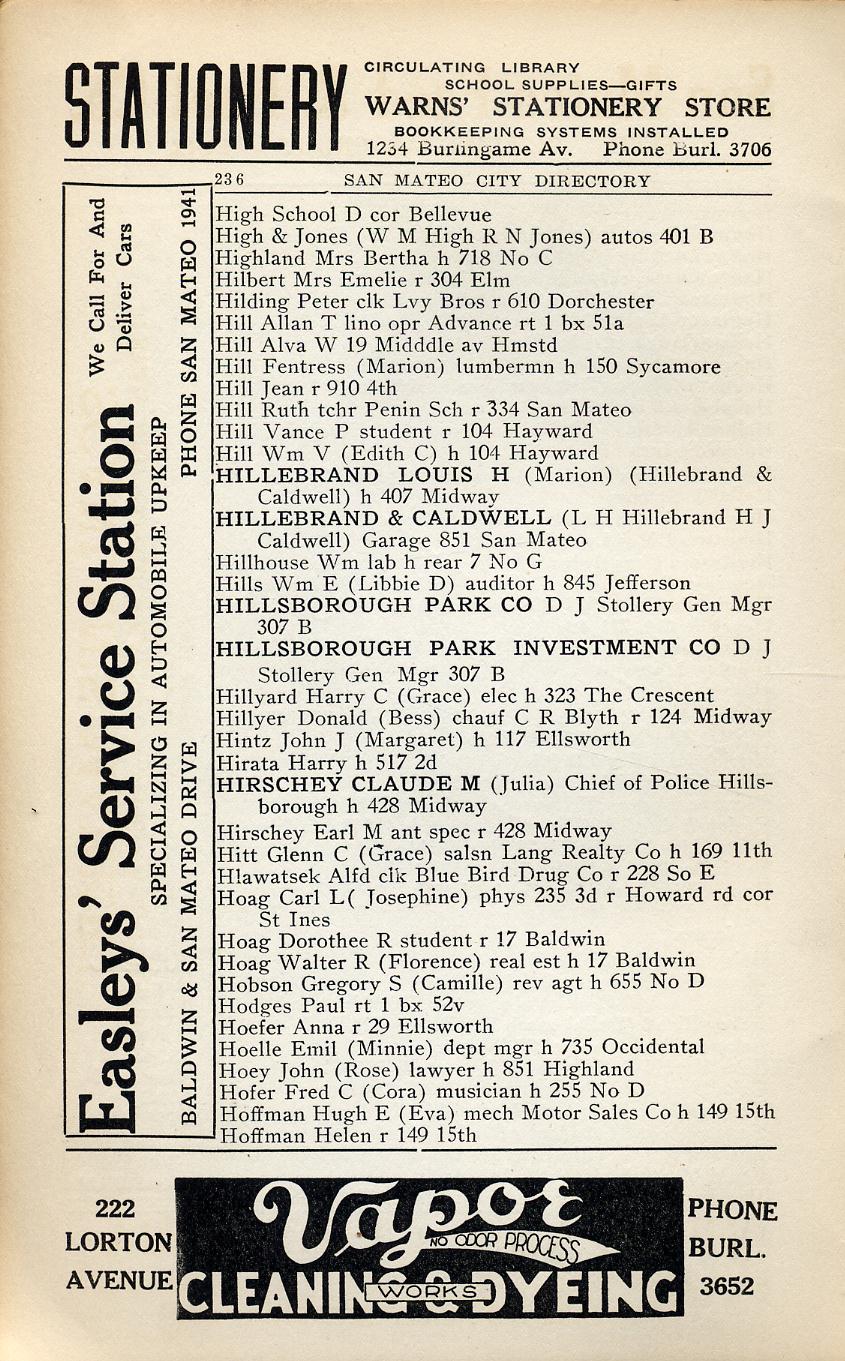 STATIONERY
CIRCULATING LIBRARY
SCHOOL SUPPLIES—GIFTS
WARNS' STATIONERY STORE
BOOKKEEPING SYSTEMS INSTALLED
1234 Burlingame Av. Phone Burl. 3706
236 SAN MATEO CITY DIRECTORY
Easleys' Service Station
We Call For And
Deliver Cars
SPECIALIZING IN AUTOMOBILE UPKEEP
BALDWIN & SAN MATEO DRIVE PHONE SAN MATEO 1941
High School D cor Bellevue
High & Jones (W M High R N Jones) autos 401 B
Highland Mrs Bertha h 718 No C
Hilbert Mrs Emelie r 304 Elm
Hilding Peter clk Lvy Bros r 610 Dorchester
Hill Allan T lino opr Advance rt 1 bx 51a
Hill Alva W 19 Midddle av Hmstd
Hill Fentress (Marion) lumbermn h 150 Sycamore
Hill Jean r 910 4th
Hill Ruth tchr Penin Sch r 334 San Mateo
Hill Vance P student r 104 Hayward
Hill Wm V (Edith C) h 104 Hayward
HILLEBRAND LOUIS H (Marion) (Hillebrand &
Caldwell) h 407 Midway
HILLEBRAND & CALDWELL (L H Hillebrand H J
Caldwell) Garage 851 San Mateo
Hillhouse Wm lab h rear 7 No G
Hills Wm E (Libbie D) auditor h 845 Jefferson
HILLSBOROUGH PARK CO D J Stollery Gen Mgr
307 B
HILLSBOROUGH PARK INVESTMENT CO D J
Stollery Gen Mgr 307 B
Hillyard Harry C (Grace) elec h 323 The Crescent
Hillyer Donald (Bess) chauf C R Blyth r 124 Midway
Hintz John J (Margaret) h 117 Ellsworth
Hirata Harry h 517 2d
HIRSCHEY CLAUDE M (Julia) Chief of Police Hills-
borough h 428 Midway
Hirschey Earl M ant spec r 428 Midway
Hitt Glenn C (Grace) salsn Lang Realty Co h 169 11th
Hlawatsek Alfd clk Blue Bird Drug Co r 228 So E
Hoag Carl L( Josephine) phys 235 3d r Howard rd cor
St Ines
Hoag Dorothee R student r 17 Baldwin
Hoag Walter R (Florence) real est h 17 Baldwin
Hobson Gregory S (Camille) rev agt h 655 No D
Hodges Paul rt 1 bx 52v
Hoefer Anna r 29 Ellsworth
Hoelle Emil (Minnie) dept mgr h 735 Occidental
Hoey John (Rose) lawyer h 851 Highland
Hofer Fred C (Cora) musician h 255 No D
Hoffman Hugh E (Eva) mech Motor Sales Co h 149 15th
Hoffman Helen r 149 15th
222
LORTON
AVENUE
Vapor
NO ODOR PROCESS
CLEANING & DYEING
WORKS
PHONE
BURL.
3652